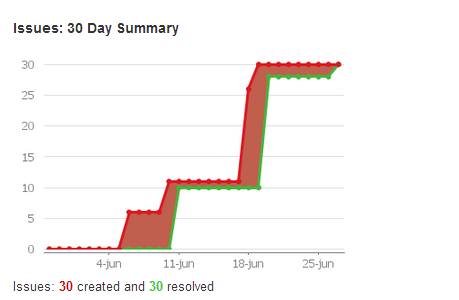 Issues: 30 Day Summary
30
25
20
15
10
5
0
4-jun 11-jun 18-jun 25-jun
Issues: 30 created and 30 resolved